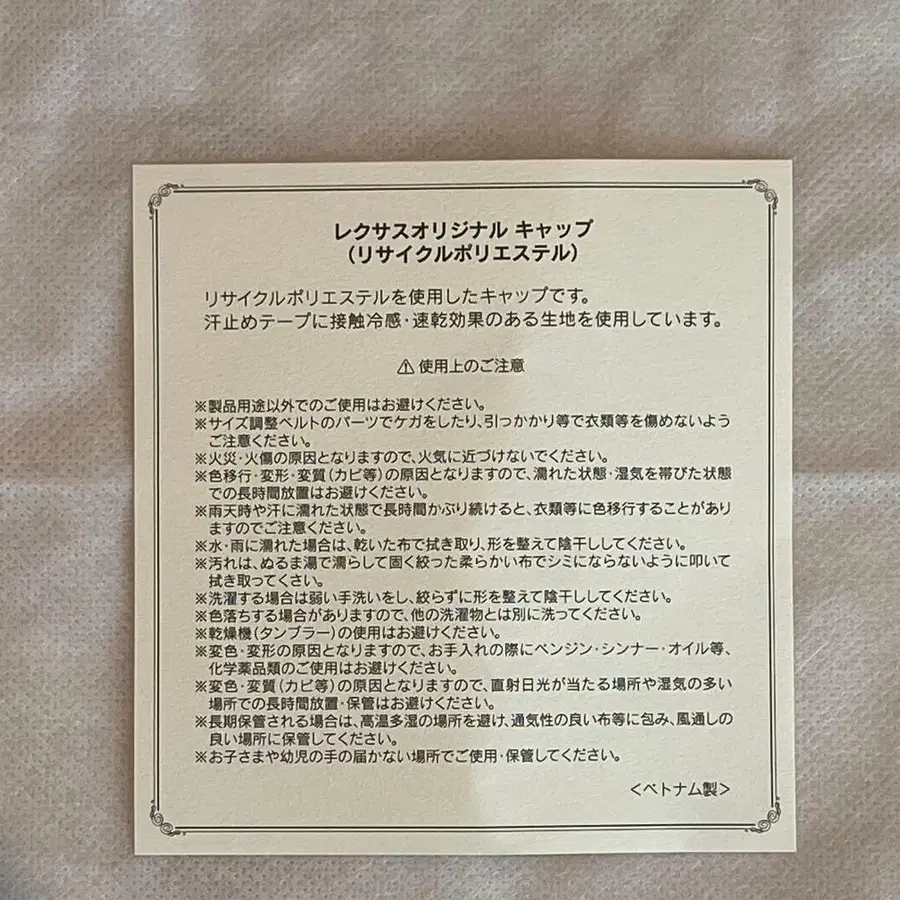 レクサスオリジナル キャップ
（リサイクルポリエステル）
リサイクルポリエステルを使用したキャップです。
汗止めテープに接触冷感・速乾効果のある生地を使用しています。
⚠ 使用上のご注意
※製品用途以外でのご使用はお避けください。
※サイズ調整ベルトのパーツでケガをしたり、引っかかり等で衣類等を傷めないよう
ご注意ください。
※火災・火傷の原因となりますので、火気に近づけないでください。
※色移行・変形・変質（カビ等）の原因となりますので、濡れた状態・湿気を帯びた状態
での長時間放置はお避けください。
※雨天時や汗に濡れた状態で長時間かぶり続けると、衣類等に色移行することがあり
ますのでご注意ください。
※水・雨に濡れた場合は、乾いた布で拭き取り、形を整えて陰干ししてください。
※汚れは、ぬるま湯で濡らして固く絞った柔らかい布でシミにならないように叩いて
拭き取ってくさい。
※洗濯する場合は弱い手洗いをし、絞らずに形を整えて陰干ししてください。
※色落ちする場合がありますので、他の洗濯物とは別に洗ってください。
※乾燥機（タンブラー）の使用はお避けください。
※変色・変形の原因となりますので、お手入れの際にベンジン・シンナー・オイル等、
化学薬品類のご使用はお避けください。
※変色・変質（カビ等）の原因となりますので、直射日光が当たる場所や湿気の多い
場所での長時間放置・保管はお避けください。
※長期保管される場合は、高温多湿の場所を避け、通気性の良い布等に包み、風通しの
良い場所に保管してください。
※お子さまや幼児の手の届かない場所でご使用・保管してください。
＜ベトナム製＞